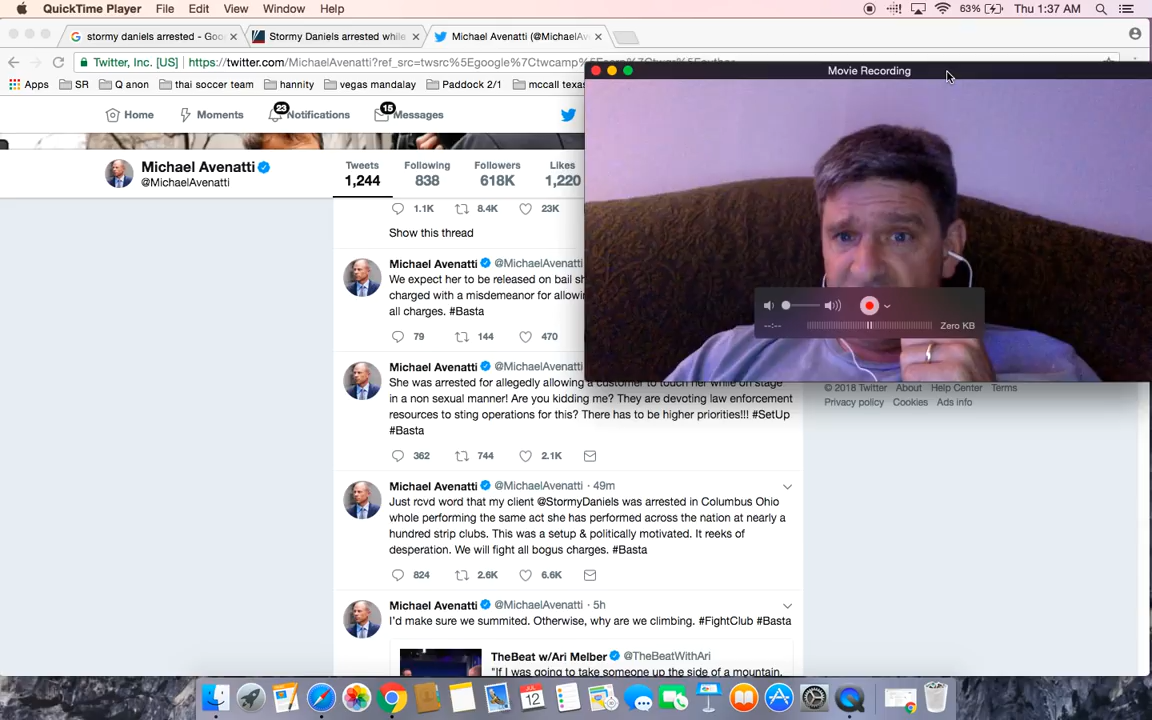 QuickTime Player File Edit View Window Help 63% Thu 1:37 AM
stormy daniels arrested - Goo
Stormy Daniels arrested while
Michael Avenatti (@MichaelAv
Twitter, Inc. [US] https://twitter.com/MichaelAvenatti?ref_src=twsrc%5Egoogle%7Ctwcamp%
Apps SR Q anon thai soccer team hannity vegas mandalay Paddock 2/1 mccall texas
Movie Recording
Home Moments 23 Notifications 15 Messages
Michael Avenatti
@MichaelAvenatti
Tweets Following Followers Likes
1,244 838 618K 1,220
1.1K 8.4K 23K
Show this thread
Michael Avenatti @MichaelAvenatti
We expect her to be released on bail sh
charged with a misdemeanor for allowin
all charges. #Basta
79 144 470
Michael Avenatti @MichaelAvenatti
She was arrested for allegedly allowing a customer to touch her while on stage
in a non sexual manner! Are you kidding me? They are devoting law enforcement
resources to sting operations for this? There has to be higher priorities!!! #SetUp
#Basta
362 744 2.1K
Michael Avenatti @MichaelAvenatti · 49m
Just rcvd word that my client @StormyDaniels was arrested in Columbus Ohio
whole performing the same act she has performed across the nation at nearly a
hundred strip clubs. This was a setup & politically motivated. It reeks of
desperation. We will fight all bogus charges. #Basta
824 2.6K 6.6K
Michael Avenatti @MichaelAvenatti · 5h
I'd make sure we summited. Otherwise, why are we climbing. #FightClub #Basta
TheBeat w/Ari Melber @TheBeatWithAri
"If I was going to take someone up the side of a mountain,
--:-- Zero KB
© 2018 Twitter About Help Center Terms
Privacy policy Cookies Ads info
JUL
12